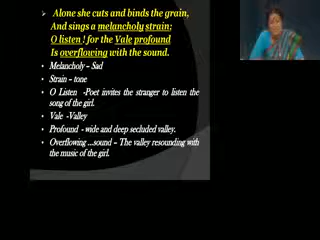 Alone she cuts and binds the grain,
And sings a melancholy strain;
O listen ! for the Vale profound
Is overflowing with the sound.
Melancholy – Sad
Strain – tone
O Listen -Poet invites the stranger to listen the
song of the girl.
Vale -Valley
Profound - wide and deep secluded valley.
Overflowing ...sound – The valley resounding with
the music of the girl.